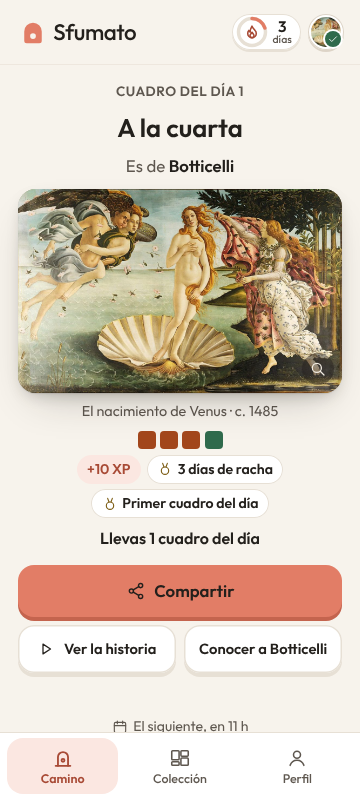 Sfumato
3
días
CUADRO DEL DÍA 1
A la cuarta
Es de Botticelli
El nacimiento de Venus · c. 1485
+10 XP
3 días de racha
Primer cuadro del día
Llevas 1 cuadro del día
Compartir
Ver la historia
Conocer a Botticelli
El siguiente, en 11 h
Camino
Colección
Perfil